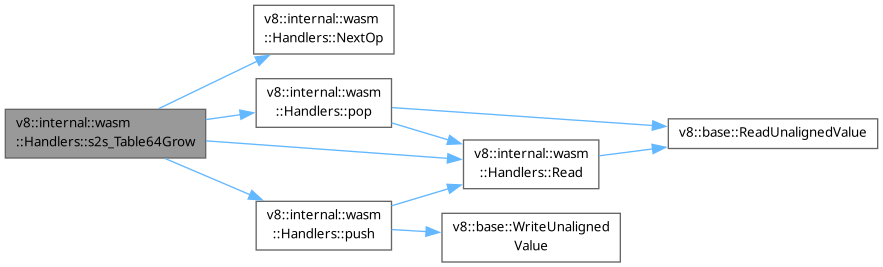 v8::internal::wasm
::Handlers::s2s_Table64Grow
v8::internal::wasm
::Handlers::NextOp
v8::internal::wasm
::Handlers::pop
v8::internal::wasm
::Handlers::push
v8::internal::wasm
::Handlers::Read
v8::base::WriteUnaligned
Value
v8::base::ReadUnalignedValue